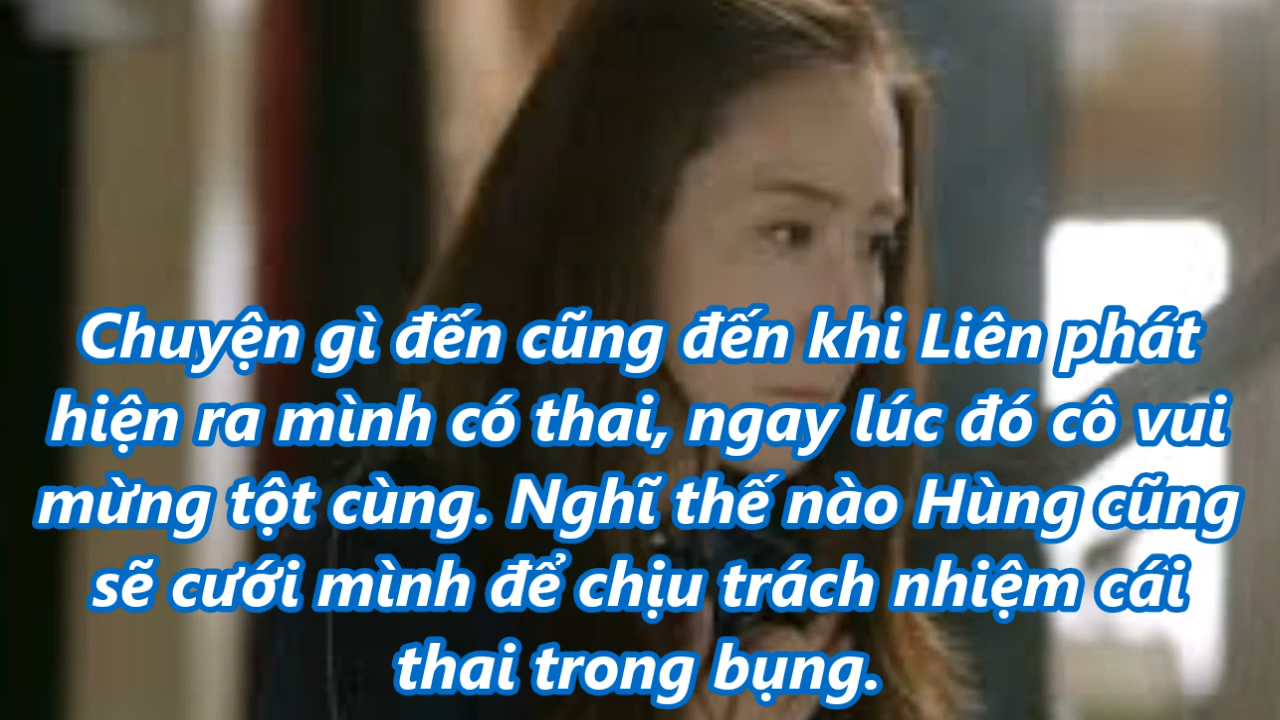 Chuyện gì đến cũng đến khi Liên phát
hiện ra mình có thai, ngay lúc đó cô vui
mừng tột cùng. Nghĩ thế nào Hùng cũng
sẽ cưới mình để chịu trách nhiệm cái
thai trong bụng.